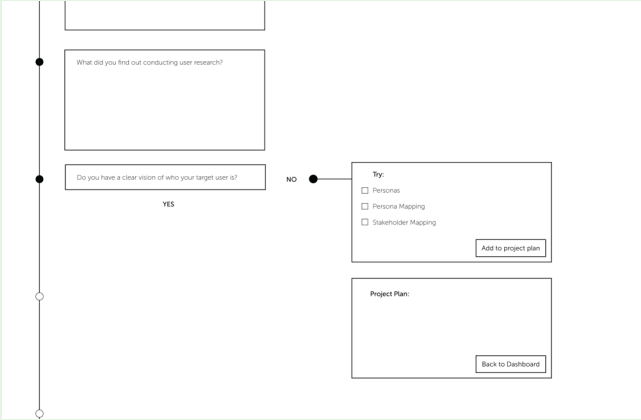 What did you find out conducting user research?
Do you have a clear vision of who your target user is?
NO
YES
Try:
Personas
Persona Mapping
Stakeholder Mapping
Add to project plan
Project Plan:
Back to Dashboard